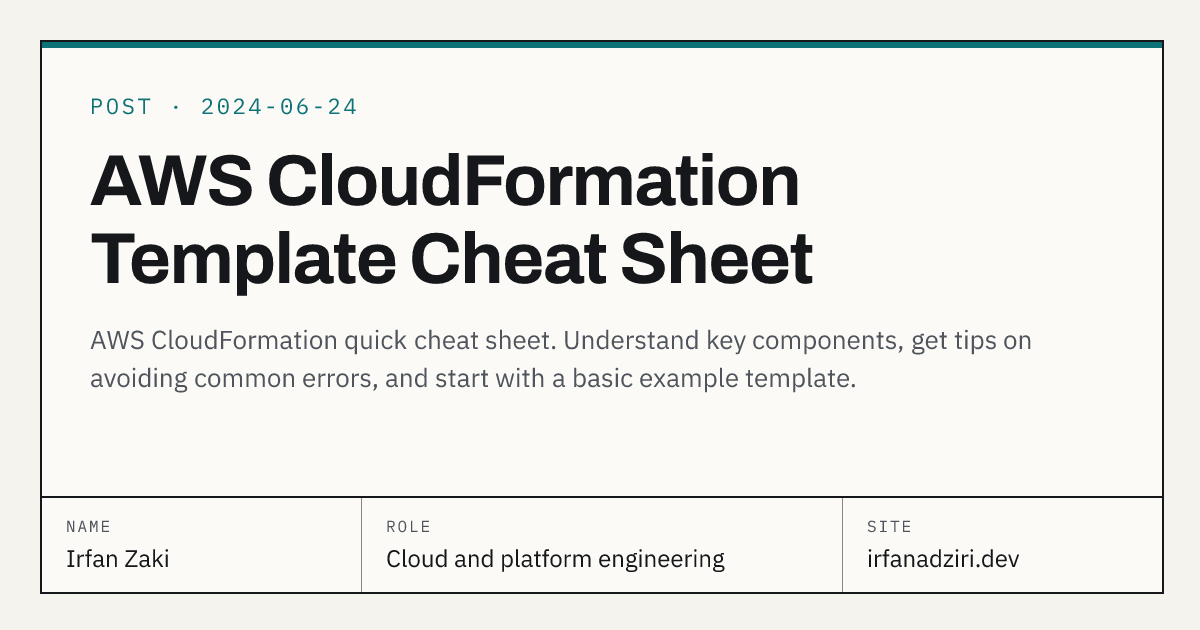 POST · 2024-06-24
AWS CloudFormation
Template Cheat Sheet
AWS CloudFormation quick cheat sheet. Understand key components, get tips on
avoiding common errors, and start with a basic example template.
NAME
Irfan Zaki
ROLE
Cloud and platform engineering
SITE
irfanadziri.dev